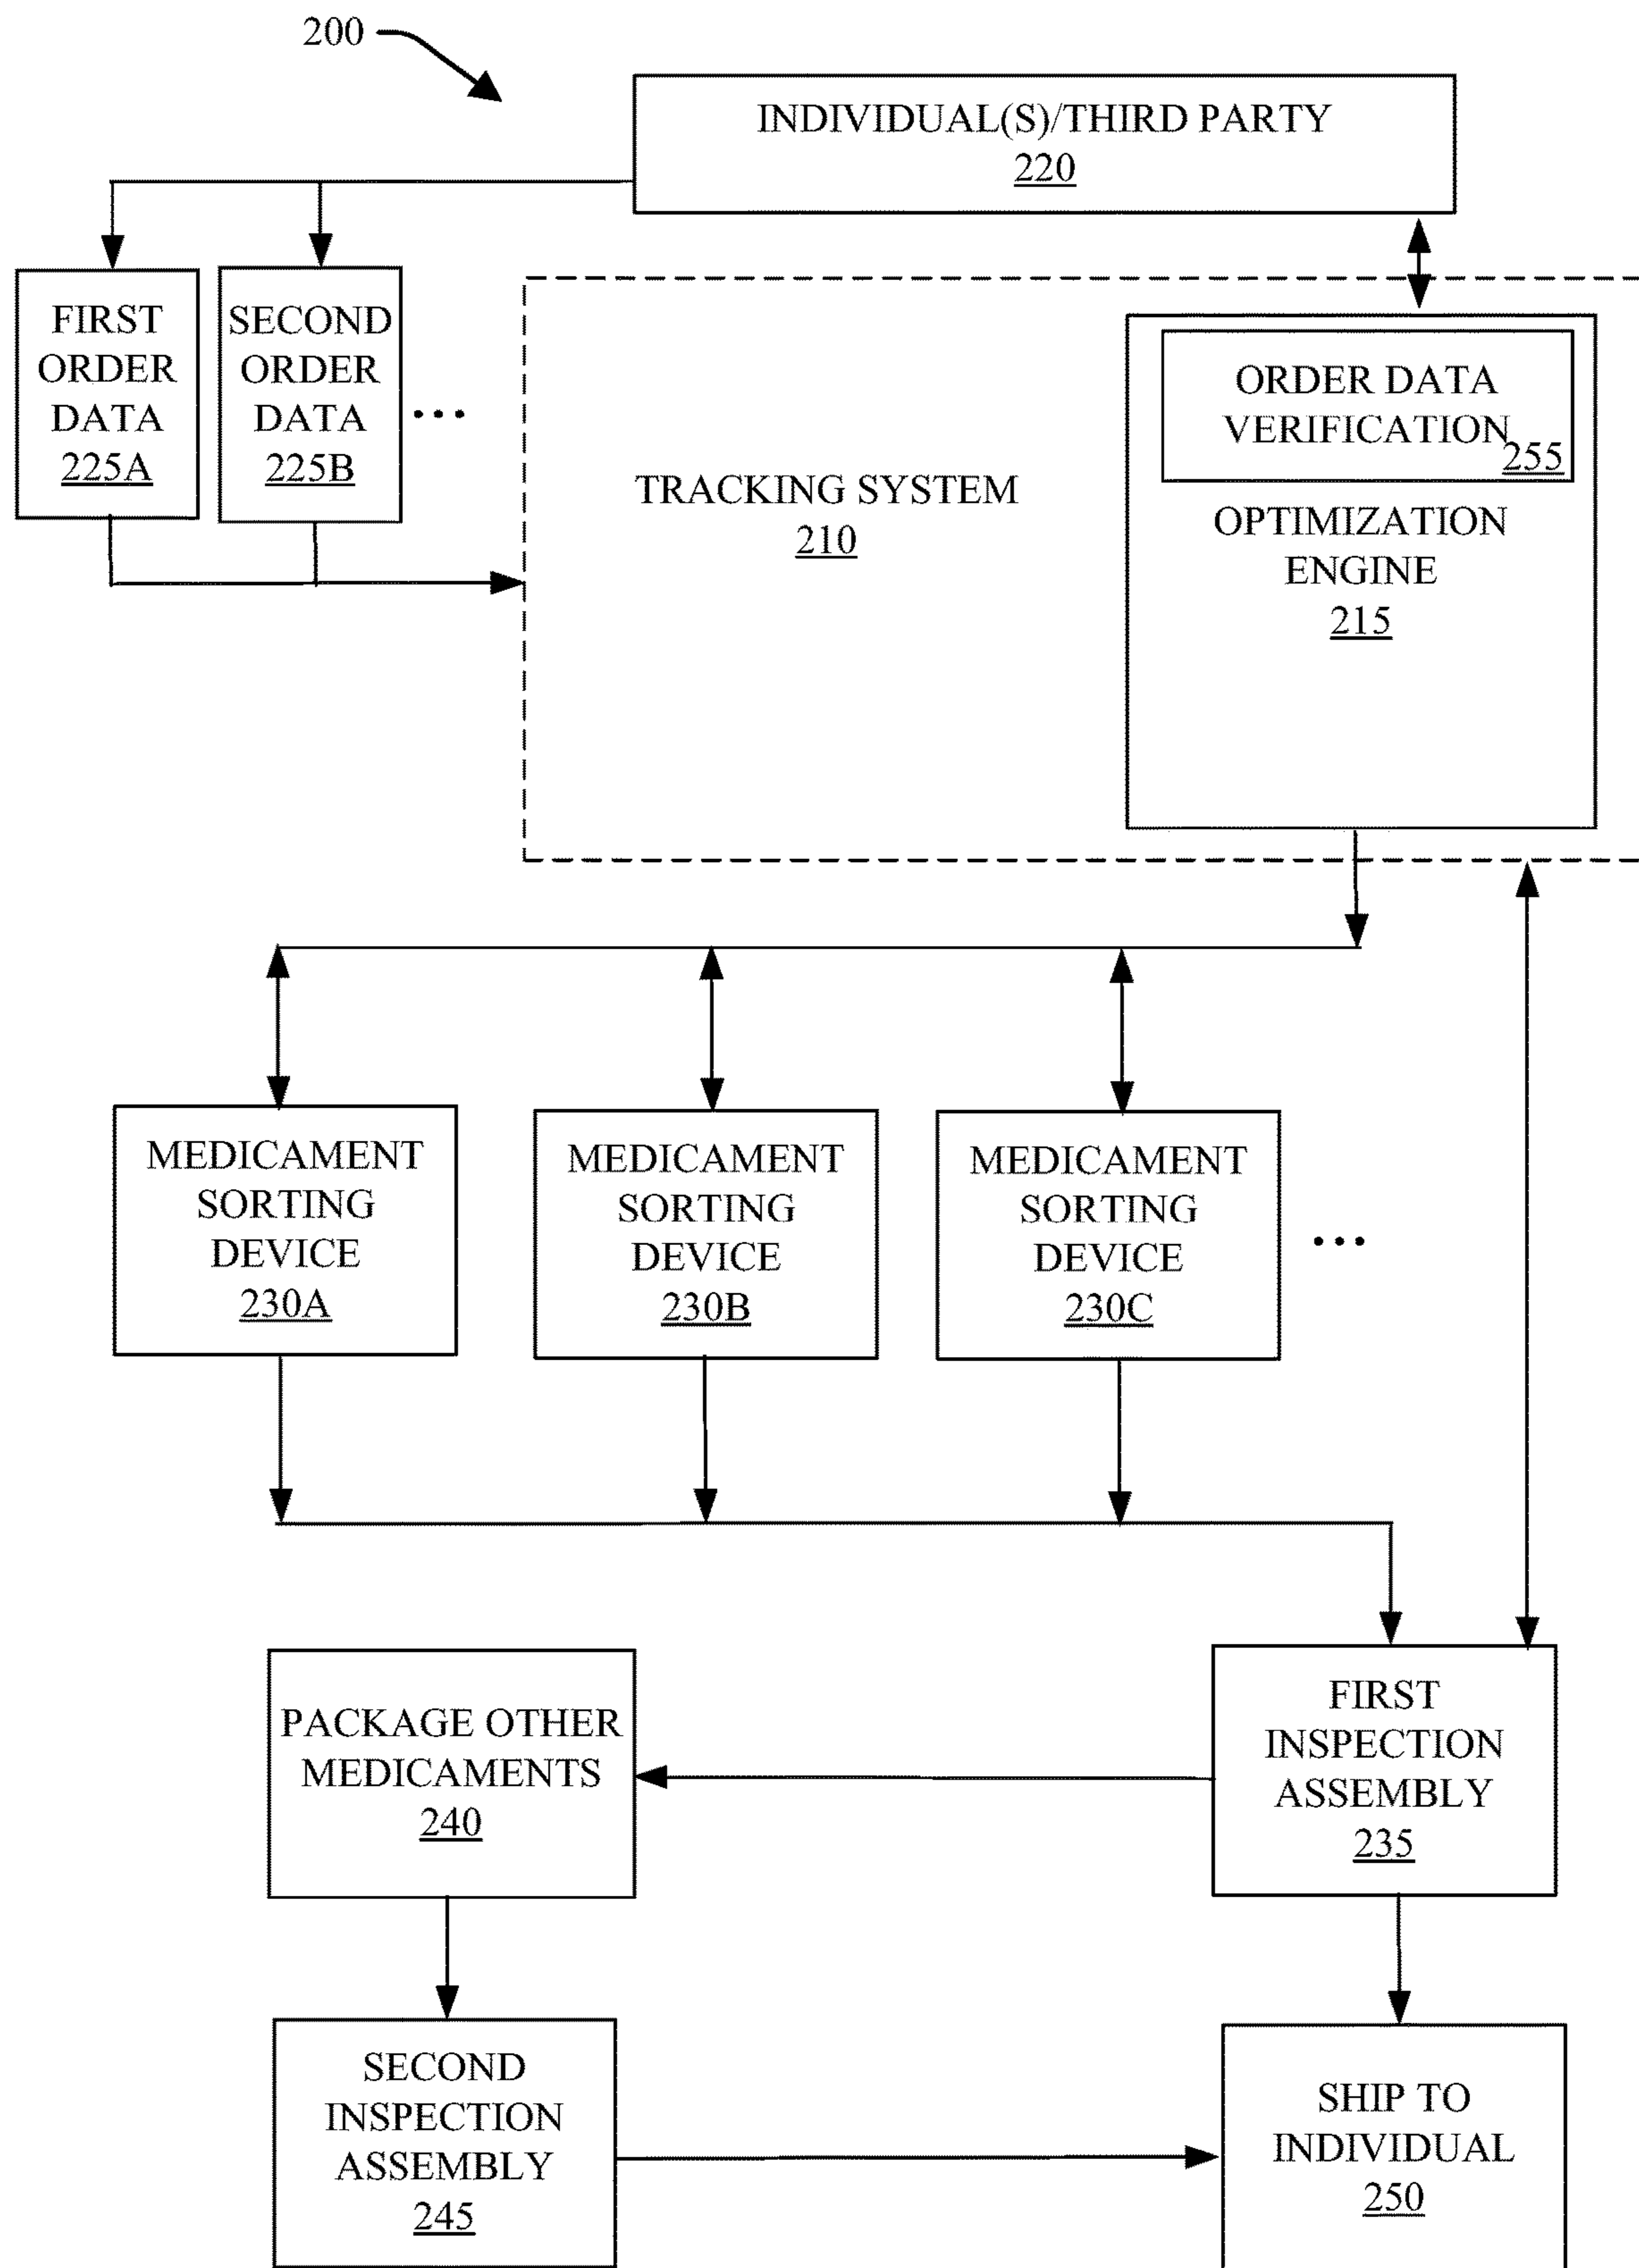 200
INDIVIDUAL(S)/THIRD PARTY
220
FIRST
ORDER
DATA
225A
SECOND
ORDER
DATA
225B
...
TRACKING SYSTEM
210
ORDER DATA
VERIFICATION
255
OPTIMIZATION
ENGINE
215
MEDICAMENT
SORTING
DEVICE
230A
MEDICAMENT
SORTING
DEVICE
230B
MEDICAMENT
SORTING
DEVICE
230C
...
PACKAGE OTHER
MEDICAMENTS
240
FIRST
INSPECTION
ASSEMBLY
235
SECOND
INSPECTION
ASSEMBLY
245
SHIP TO
INDIVIDUAL
250